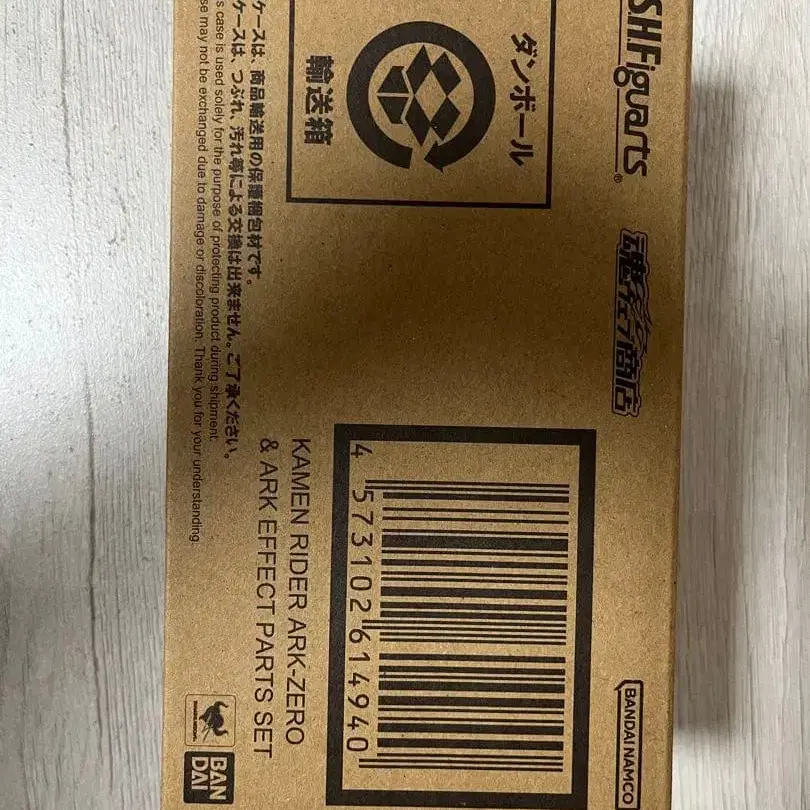 S.H.Figuarts®
魂ウェブ商店
ダンボール
輸送箱
ケースは、商品輸送用の保護梱包材です。
ケースは、つぶれ、汚れ等による交換は出来ません。ご了承ください。
s case is used solely for the purpose of protecting product during shipment.
se may not be exchanged due to damage or discoloration. Thank you for your understanding.
4 573102 614940
KAMEN RIDER ARK-ZERO
& ARK EFFECT PARTS SET
BANDAI NAMCO
BAN
DAI